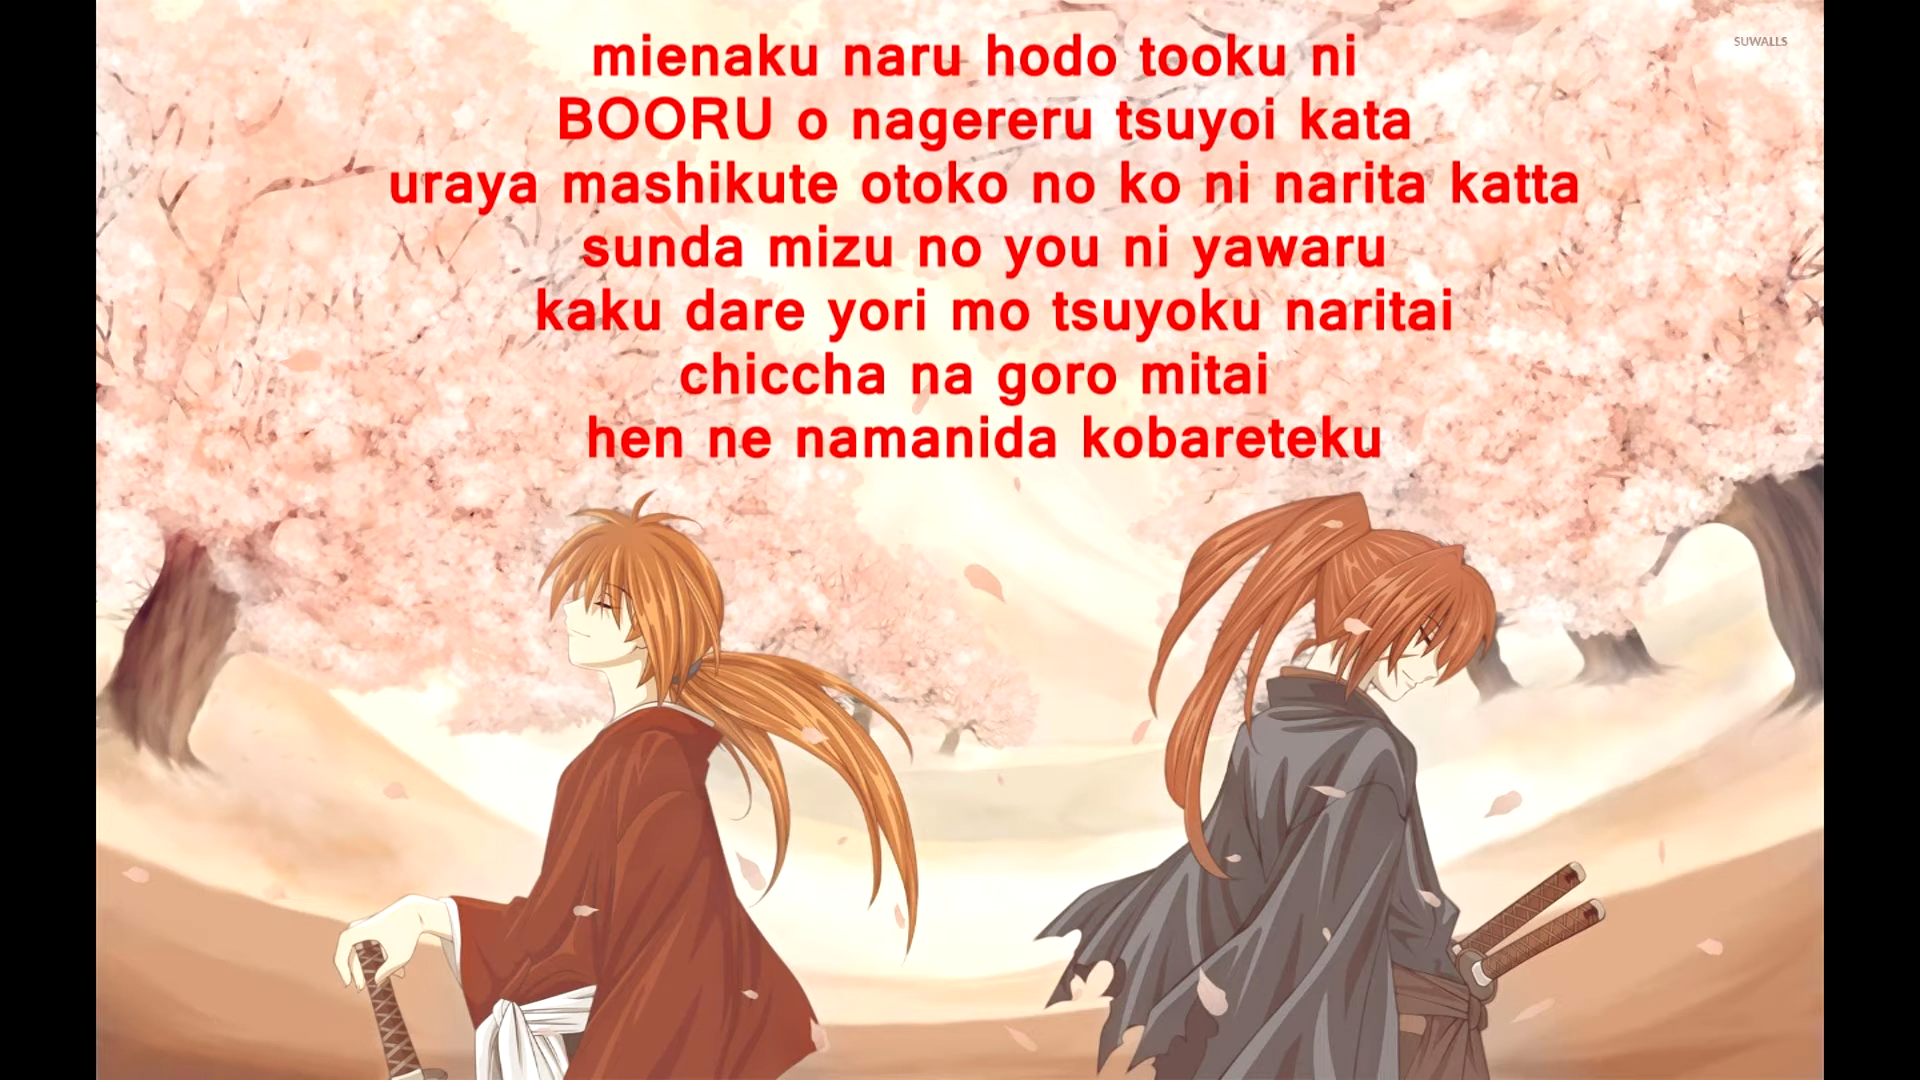 SUWALLS
mienaku naru hodo tooku ni
BOORU o nagereru tsuyoi kata
uraya mashikute otoko no ko ni narita katta
sunda mizu no you ni yawaru
kaku dare yori mo tsuyoku naritai
chiccha na goro mitai
hen ne namanida kobareteku